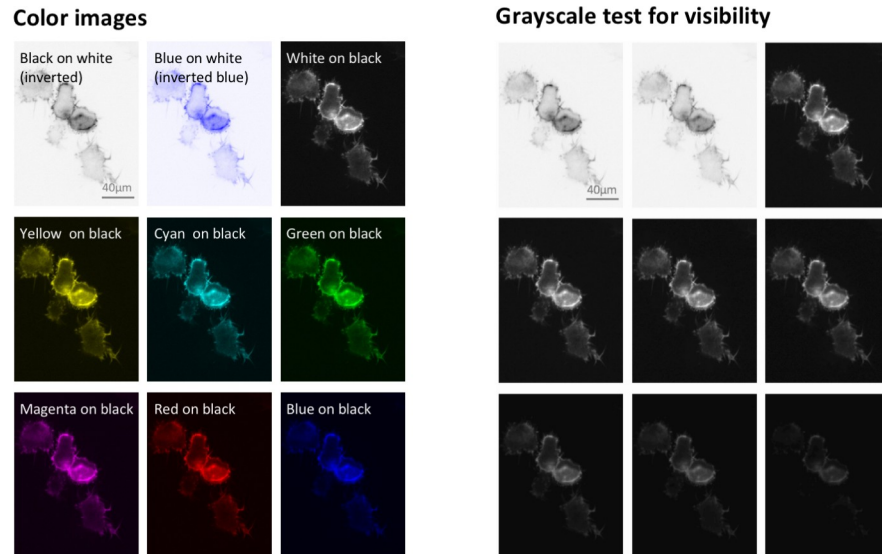 Color images
Grayscale test for visibility
Black on white
(inverted)
Blue on white
(inverted blue)
White on black
40μm
40μm
Yellow on black
Cyan on black
Green on black
Magenta on black
Red on black
Blue on black